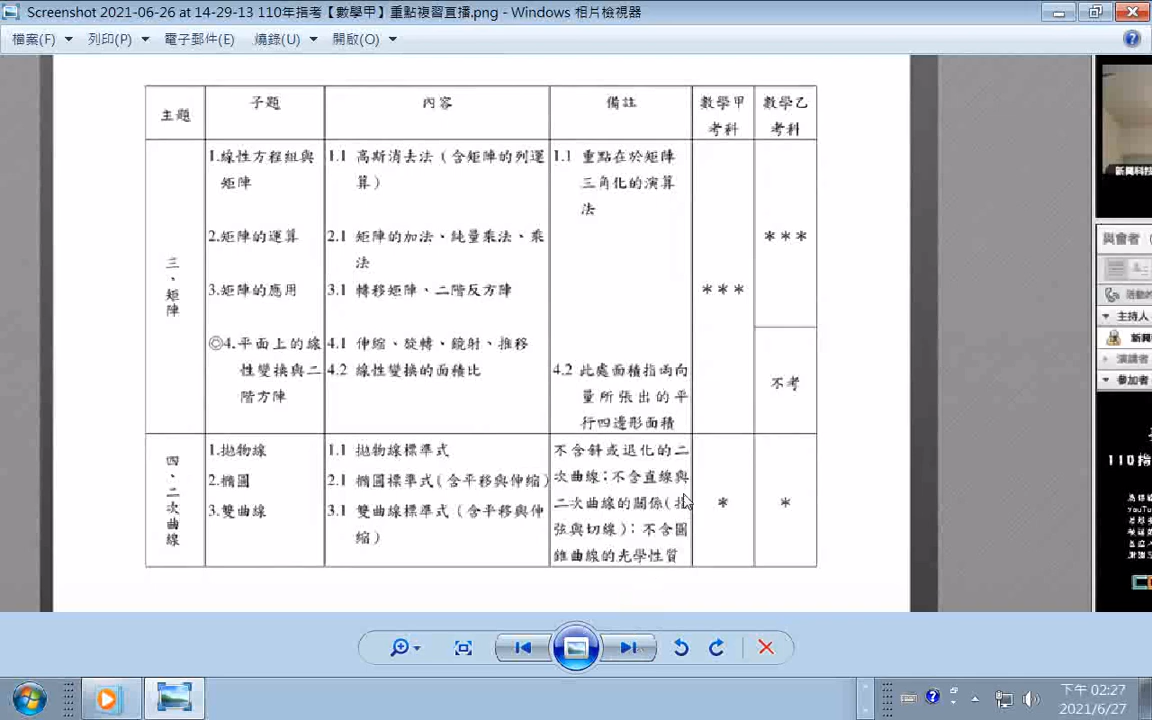 Screenshot 2021-06-26 at 14-29-13 110年指考【數學甲】重點複習直播.png - Windows 相片檢視器
檔案(F) 列印(P) 電子郵件(E) 燒錄(U) 開啟(O)
主題 子題 內容 備註 數學甲考科 數學乙考科
三、矩陣
1.線性方程組與
矩陣
2.矩陣的運算
3.矩陣的應用
◎4.平面上的線
性變換與二
階方陣
1.1 高斯消去法(含矩陣的列運
算)
2.1 矩陣的加法、純量乘法、乘
法
3.1 轉移矩陣、二階反方陣
4.1 伸縮、旋轉、鏡射、推移
4.2 線性變換的面積比
1.1 重點在於矩陣
三角化的演算
法
4.2 此處面積指兩向
量所張出的平
行四邊形面積
***
***
不考
四、二次曲線
1.拋物線
2.橢圓
3.雙曲線
1.1 拋物線標準式
2.1 橢圓標準式(含平移與伸縮)
3.1 雙曲線標準式(含平移與伸
縮)
不含斜或退化的二
次曲線;不含直線與
二次曲線的關係(
弦與切線);不含圓
錐曲線的光學性質
*
*
與會者
活動的
主持人
新興
演講者
參加者
110指
下午 02:27
2021/6/27